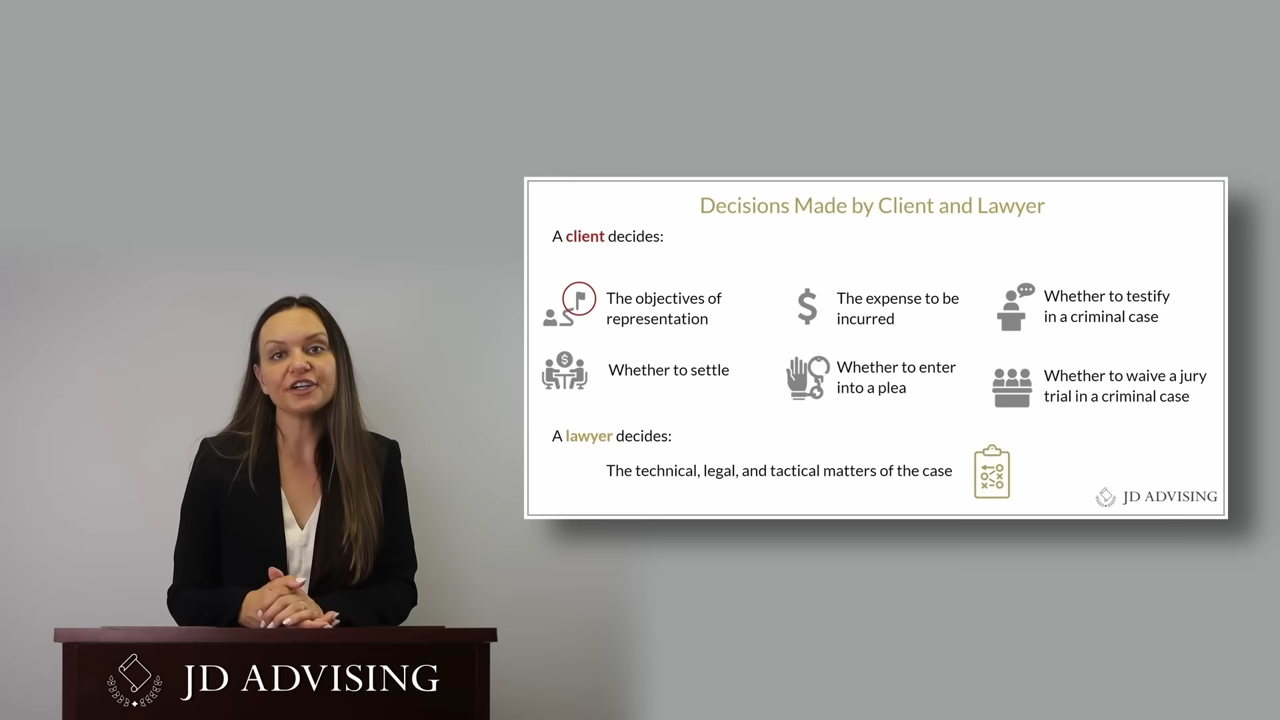 Decisions Made by Client and Lawyer
A client decides:
The objectives of
representation
The expense to be
incurred
Whether to testify
in a criminal case
Whether to settle
Whether to enter
into a plea
Whether to waive a jury
trial in a criminal case
A lawyer decides:
The technical, legal, and tactical matters of the case
JD ADVISING
JD ADVISING